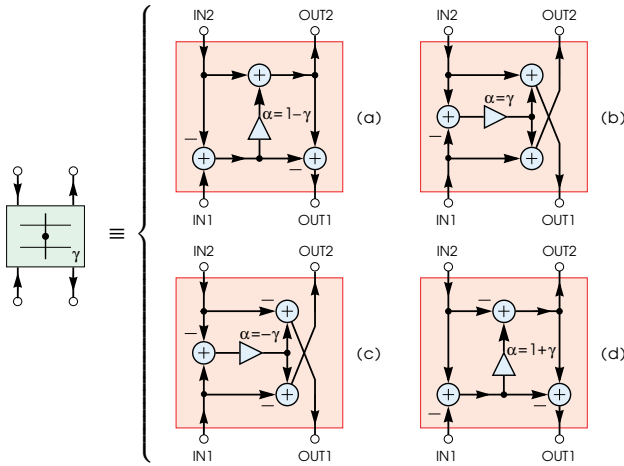 IN2 OUT2 IN2 OUT2
+ +
α=1−γ (a) α=γ (b)
− + − + − + +
IN1 OUT1 IN1 OUT1
γ ≡
IN2 OUT2 IN2 OUT2
− + − +
− + α=−γ (c) α=1+γ (d)
− + − + − +
IN1 OUT1 IN1 OUT1